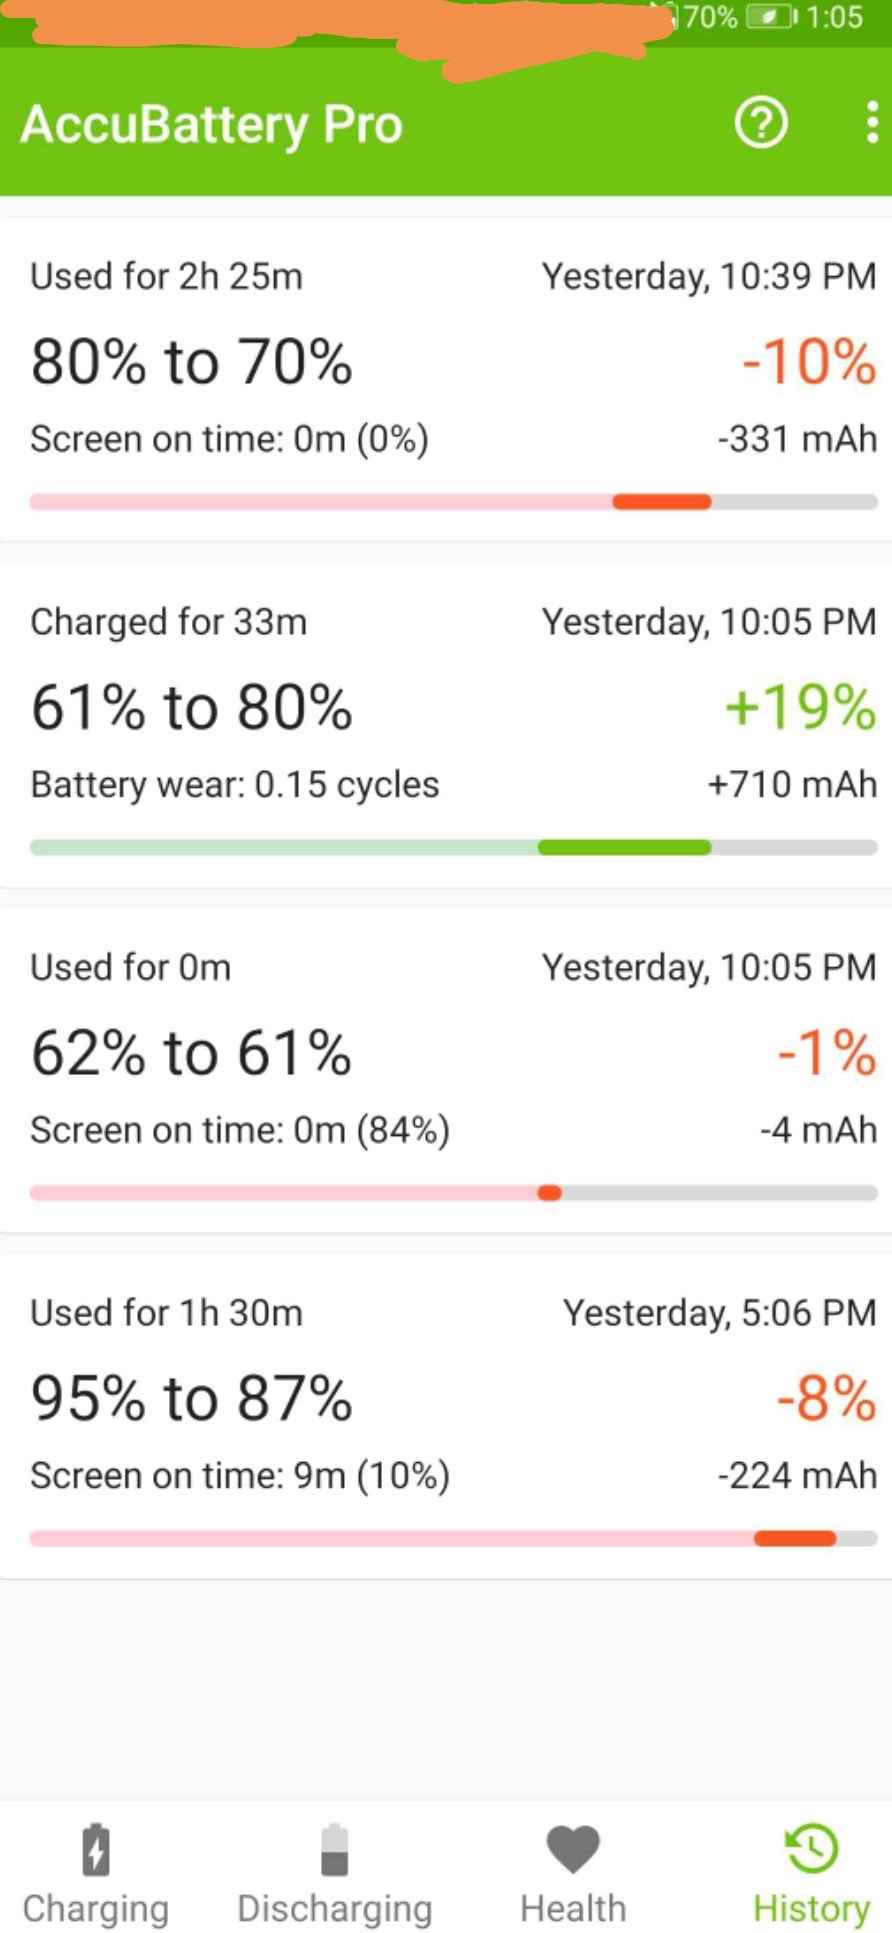 70% 1:05
AccuBattery Pro
Used for 2h 25m Yesterday, 10:39 PM
80% to 70% -10%
Screen on time: 0m (0%) -331 mAh
Charged for 33m Yesterday, 10:05 PM
61% to 80% +19%
Battery wear: 0.15 cycles +710 mAh
Used for 0m Yesterday, 10:05 PM
62% to 61% -1%
Screen on time: 0m (84%) -4 mAh
Used for 1h 30m Yesterday, 5:06 PM
95% to 87% -8%
Screen on time: 9m (10%) -224 mAh
Charging Discharging Health History